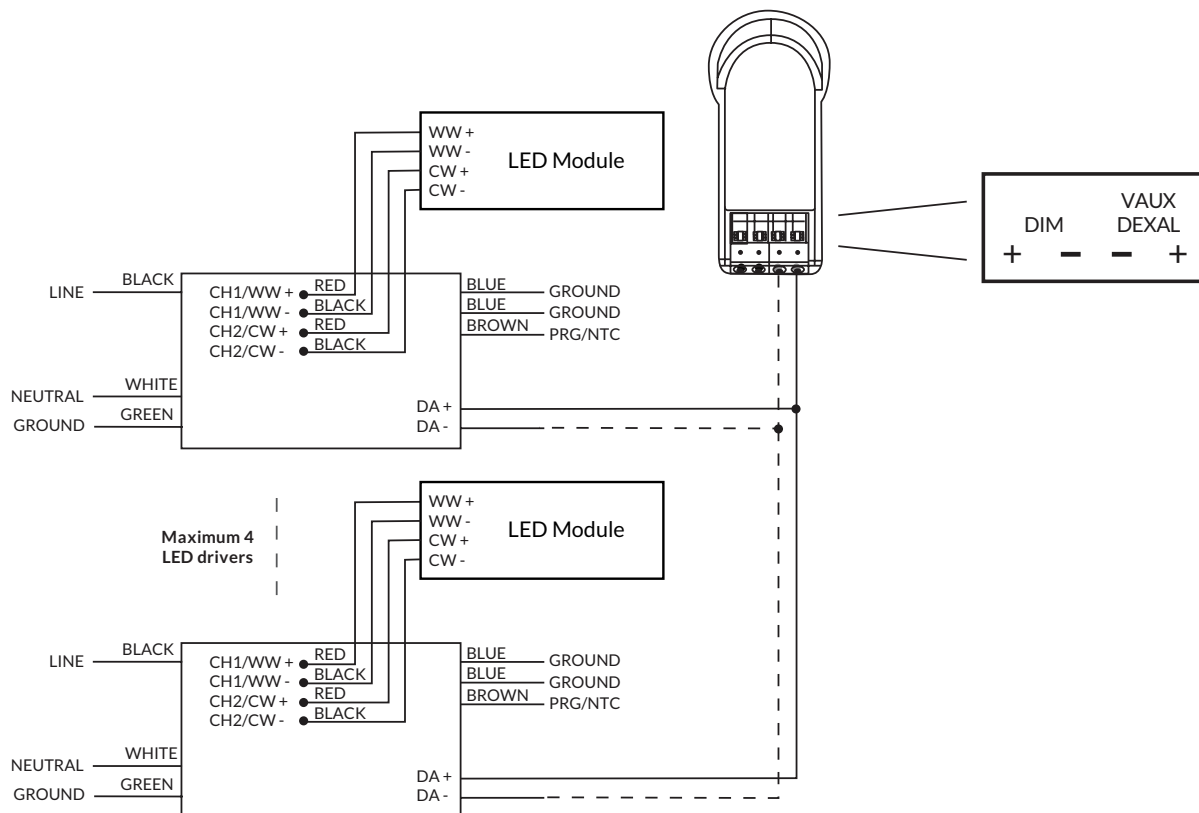 WW +
WW -
CW +
CW -
LED Module
VAUX
DIM DEXAL
+ - - +
LINE BLACK
CH1/WW + RED
CH1/WW - BLACK
CH2/CW + RED
CH2/CW - BLACK
BLUE GROUND
BLUE GROUND
BROWN PRG/NTC
NEUTRAL WHITE
GROUND GREEN
DA +
DA -
Maximum 4
LED drivers
WW +
WW -
CW +
CW -
LED Module
LINE BLACK
CH1/WW + RED
CH1/WW - BLACK
CH2/CW + RED
CH2/CW - BLACK
BLUE GROUND
BLUE GROUND
BROWN PRG/NTC
NEUTRAL WHITE
GROUND GREEN
DA +
DA -